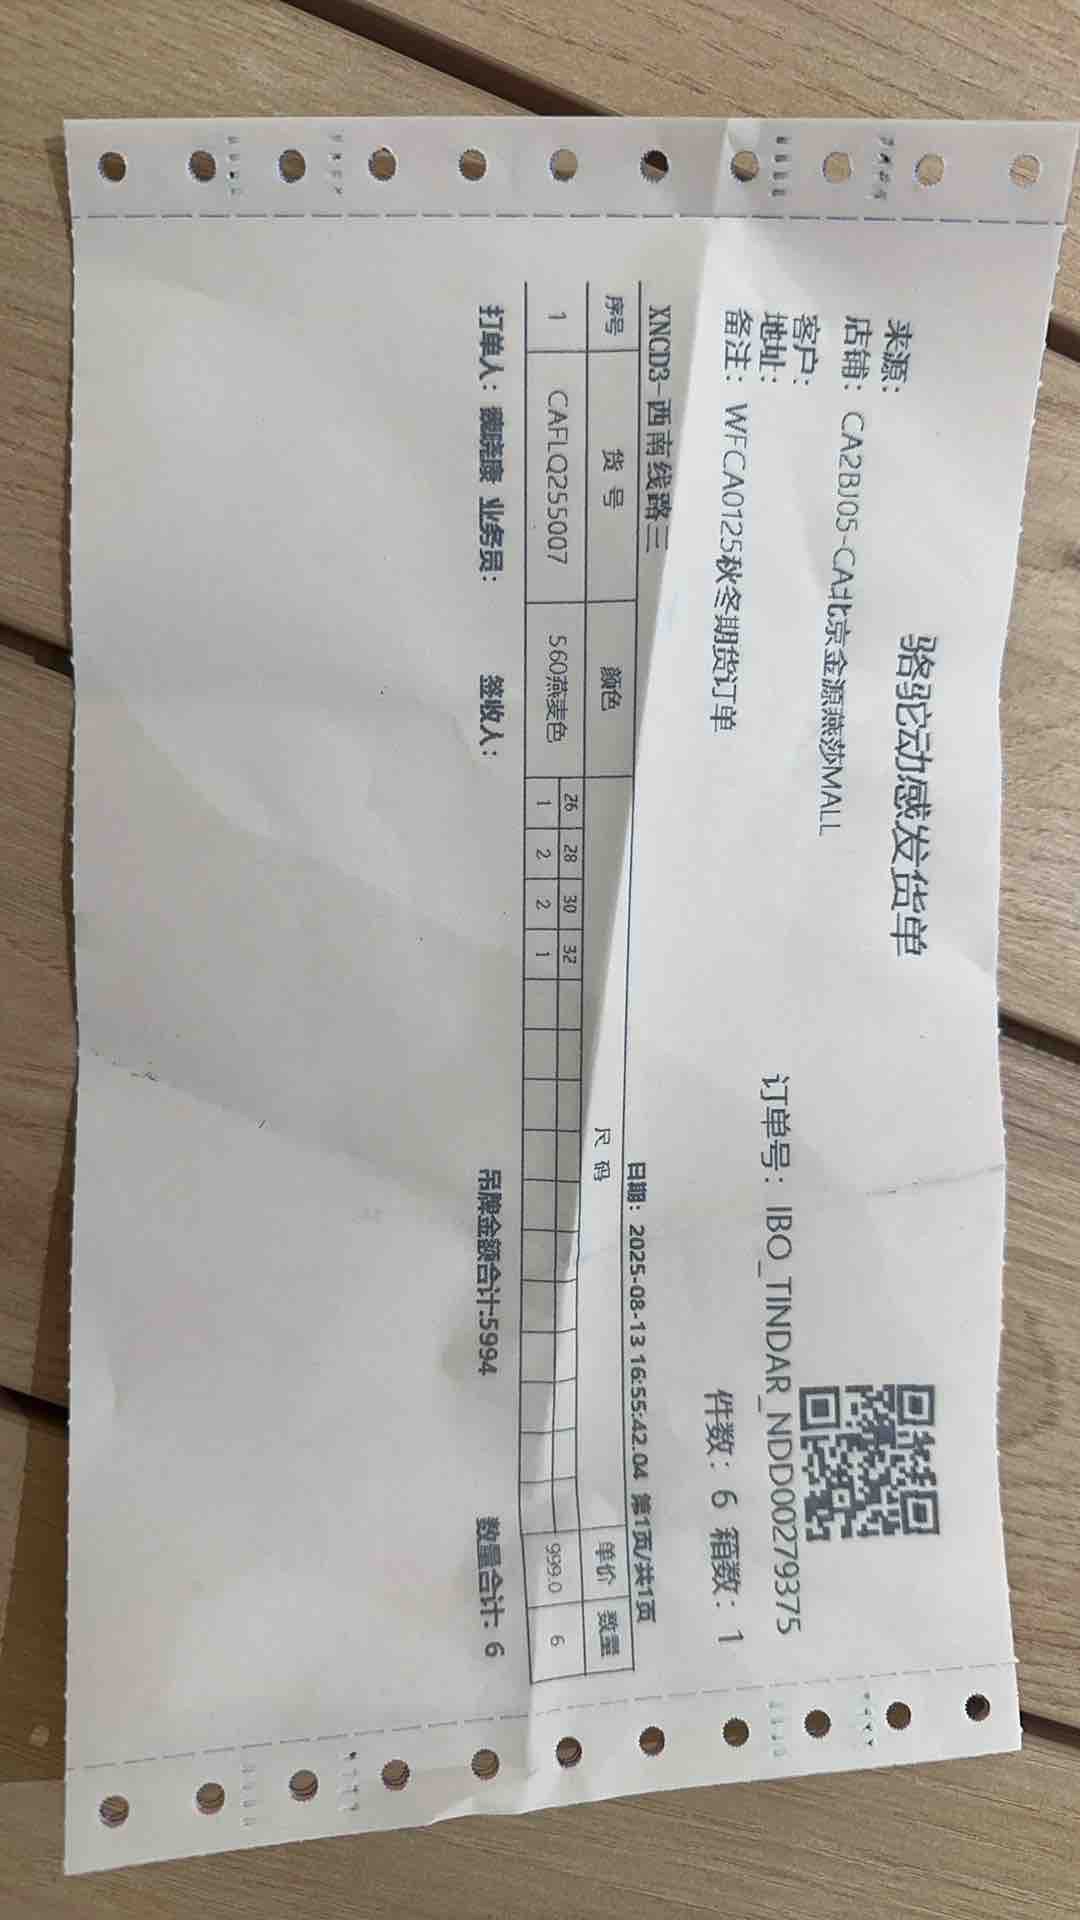 骆驼动感发货单
来源：
店铺：CA2BJ05-CA北京金源燕莎MALL
客户：
订单号：IBO_TINDAR_NDD00279375
地址：
备注：WFCA0125秋冬期货订单
件数：6 箱数：1
XNCD3-西南线路三
日期：2025-08-13 16:55:42.04 第1页/共1页
序号 货 号 颜色 尺 码 单价 数量
26 28 30 32
1 CAFLQ255007 560燕麦色 1 2 2 1 999.0 6
打单人：魏晓康 业务员： 签收人： 吊牌金额合计:5994 数量合计: 6